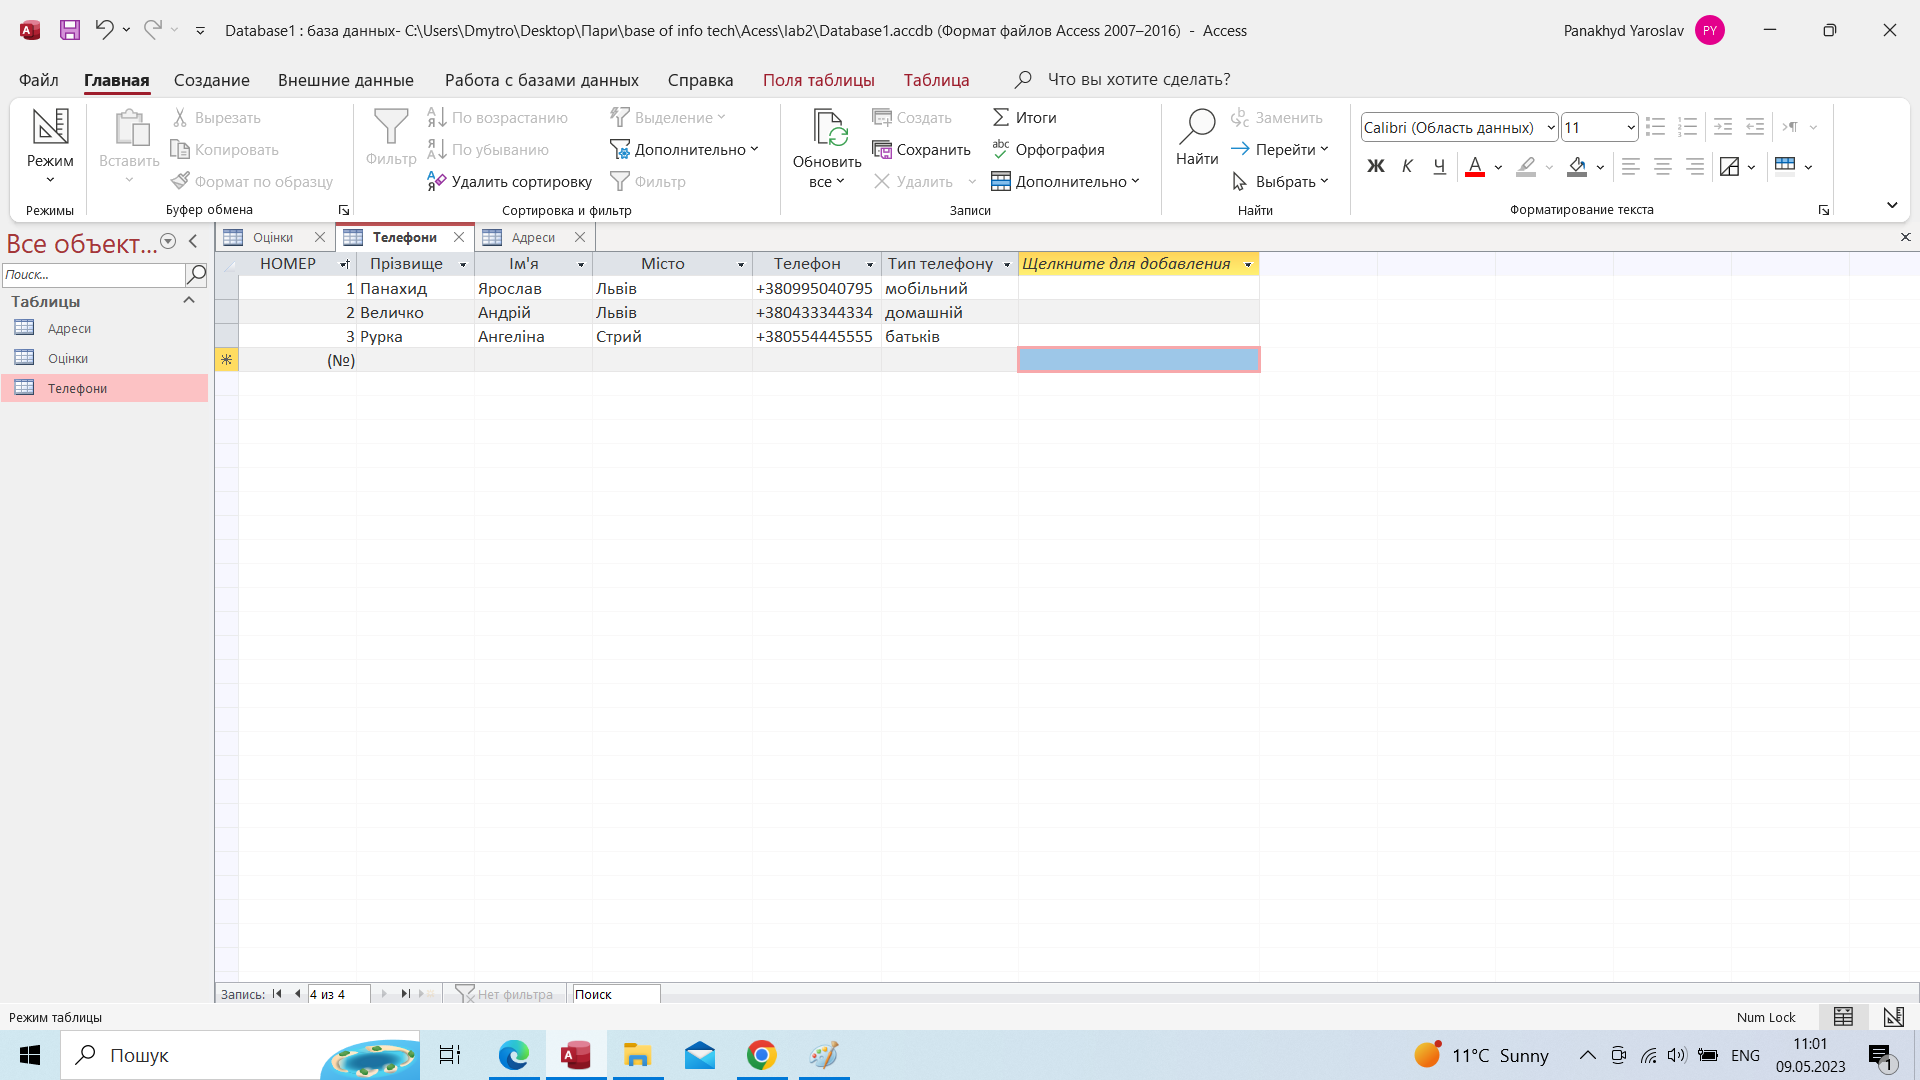 Database1 : база данных- C:\Users\Dmytro\Desktop\Пари\base of info tech\Acess\lab2\Database1.accdb (Формат файлов Access 2007–2016) - Access
Panakhyd Yaroslav PY
Файл Главная Создание Внешние данные Работа с базами данных Справка Поля таблицы Таблица Что вы хотите сделать?
Режим
Режимы
Вставить
Вырезать
Копировать
Формат по образцу
Буфер обмена
Фильтр
По возрастанию
По убыванию
Удалить сортировку
Выделение
Дополнительно
Фильтр
Сортировка и фильтр
Обновить
все
Создать
Сохранить
Удалить
Итоги
Орфография
Дополнительно
Записи
Найти
Заменить
Перейти
Выбрать
Найти
Calibri (Область данных) 11
Ж К Ч А
Форматирование текста
Все объект...
Поиск...
Таблицы
Адреси
Оцінки
Телефони
Оцінки Телефони Адреси
НОМЕР Прізвище Ім'я Місто Телефон Тип телефону Щелкните для добавления
1 Панахид Ярослав Львів +380995040795 мобільний
2 Величко Андрій Львів +380433344334 домашній
3 Рурка Ангеліна Стрий +380554445555 батьків
(№)
Запись: 4 из 4 Нет фильтра Поиск
Режим таблицы
Num Lock
Пошук
11°C Sunny
ENG
11:01
09.05.2023
1